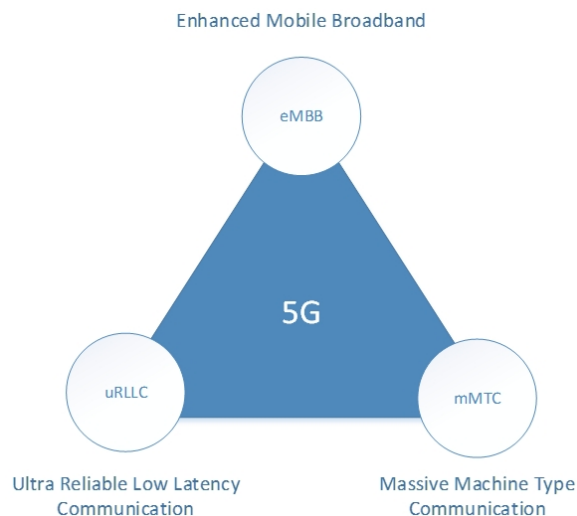 Enhanced Mobile Broadband
eMBB
5G
uRLLC
mMTC
Ultra Reliable Low Latency
Communication
Massive Machine Type
Communication